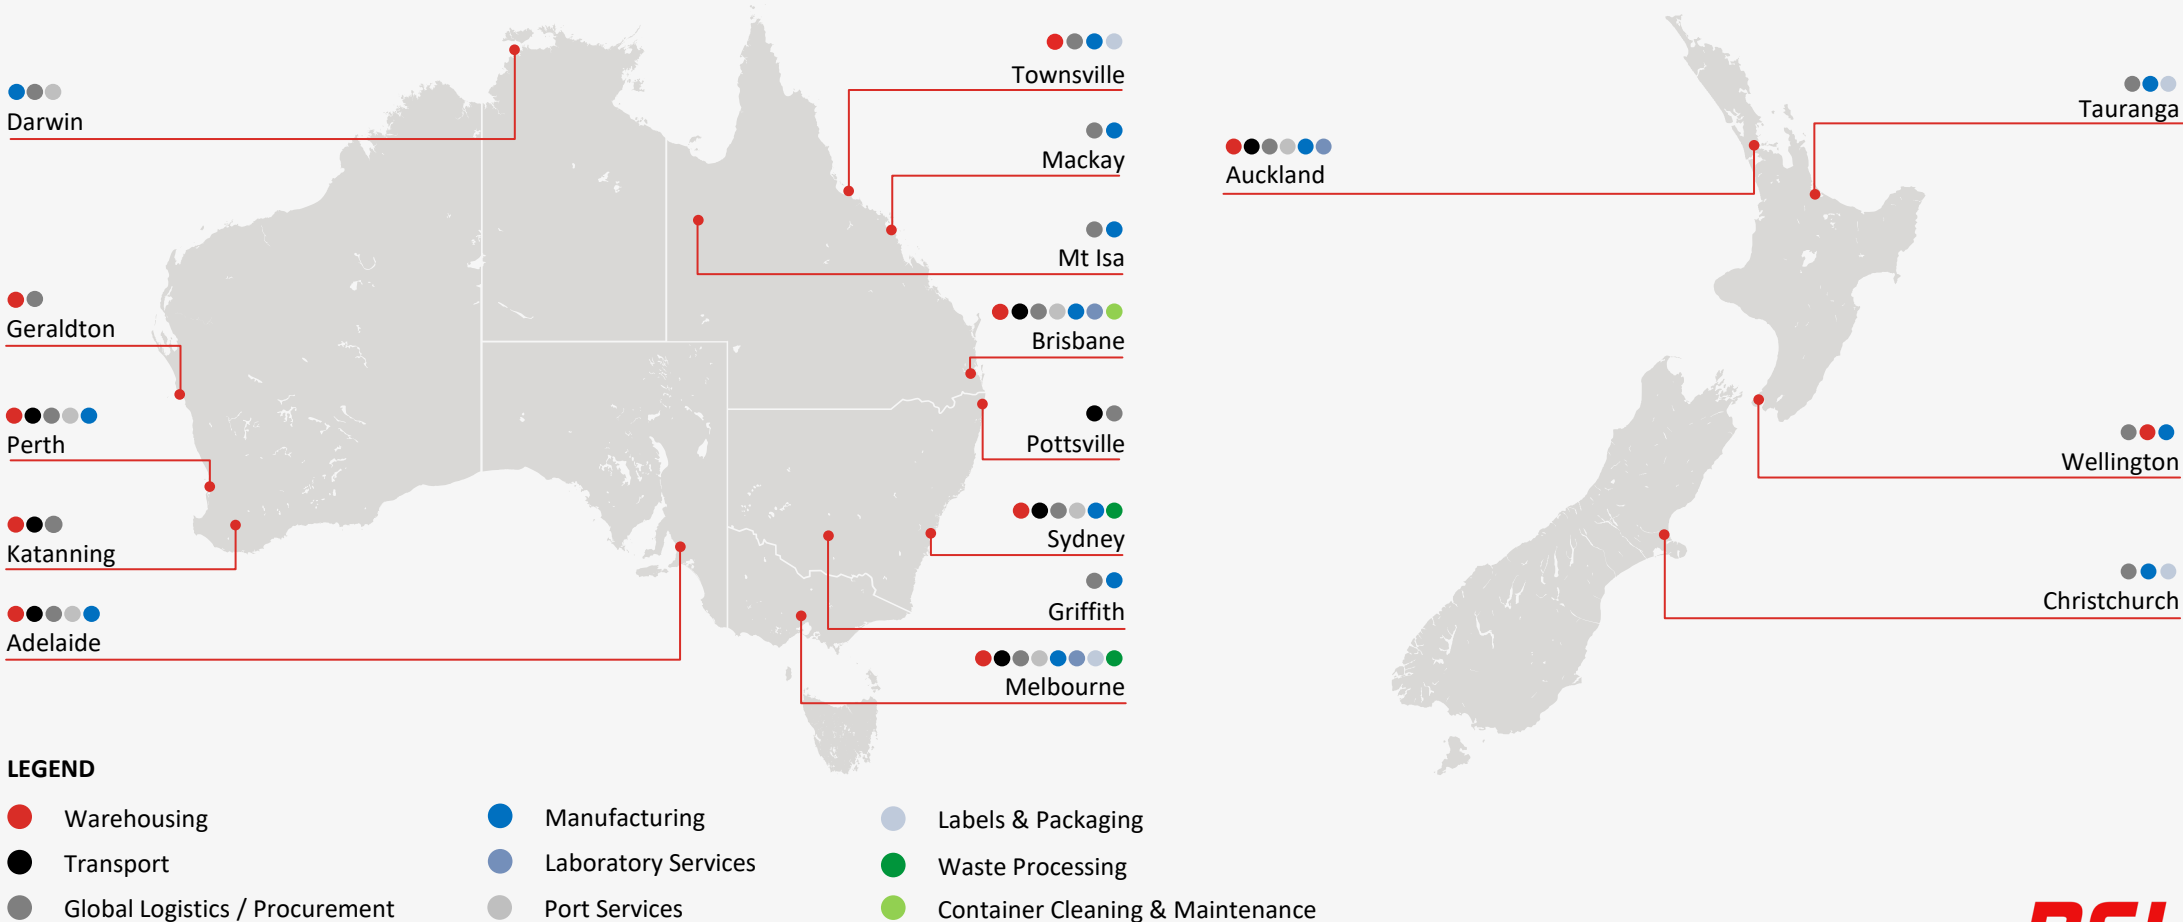 Darwin
Geraldton
Perth
Katanning
Adelaide
Townsville
Mackay
Mt Isa
Brisbane
Pottsville
Sydney
Griffith
Melbourne
Auckland
Tauranga
Wellington
Christchurch
LEGEND
Warehousing
Transport
Global Logistics / Procurement
Manufacturing
Laboratory Services
Port Services
Labels & Packaging
Waste Processing
Container Cleaning & Maintenance